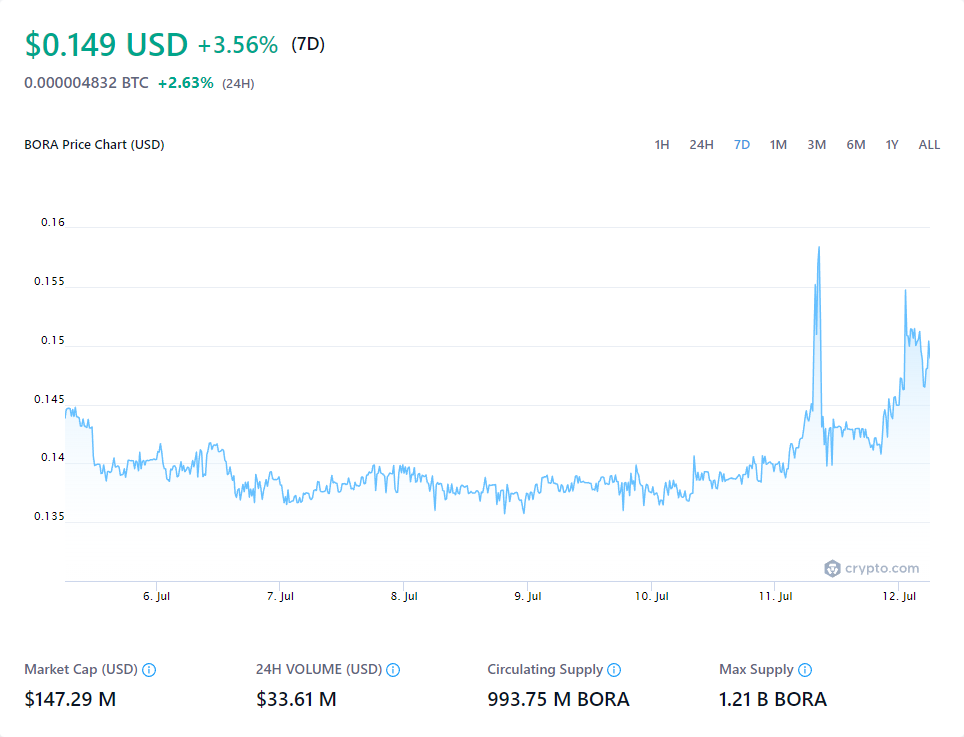 $0.149 USD +3.56% (7D)
0.000004832 BTC +2.63% (24H)
BORA Price Chart (USD) 1H 24H 7D 1M 3M 6M 1Y ALL
0.16
0.155
0.15
0.145
0.14
0.135
crypto.com
6. Jul 7. Jul 8. Jul 9. Jul 10. Jul 11. Jul 12. Jul
Market Cap (USD) 24H VOLUME (USD) Circulating Supply Max Supply
$147.29 M $33.61 M 993.75 M BORA 1.21 B BORA